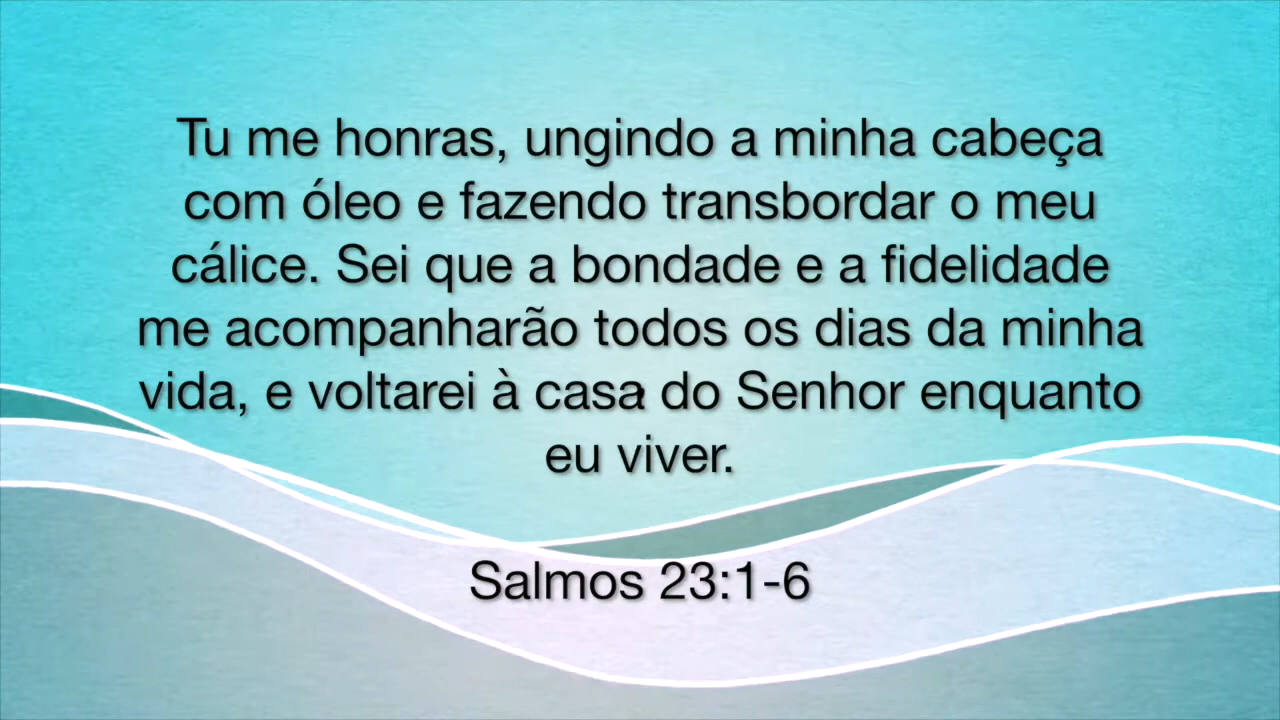 Tu me honras, ungindo a minha cabeça
com óleo e fazendo transbordar o meu
cálice. Sei que a bondade e a fidelidade
me acompanharão todos os dias da minha
vida, e voltarei à casa do Senhor enquanto
eu viver.
Salmos 23:1-6